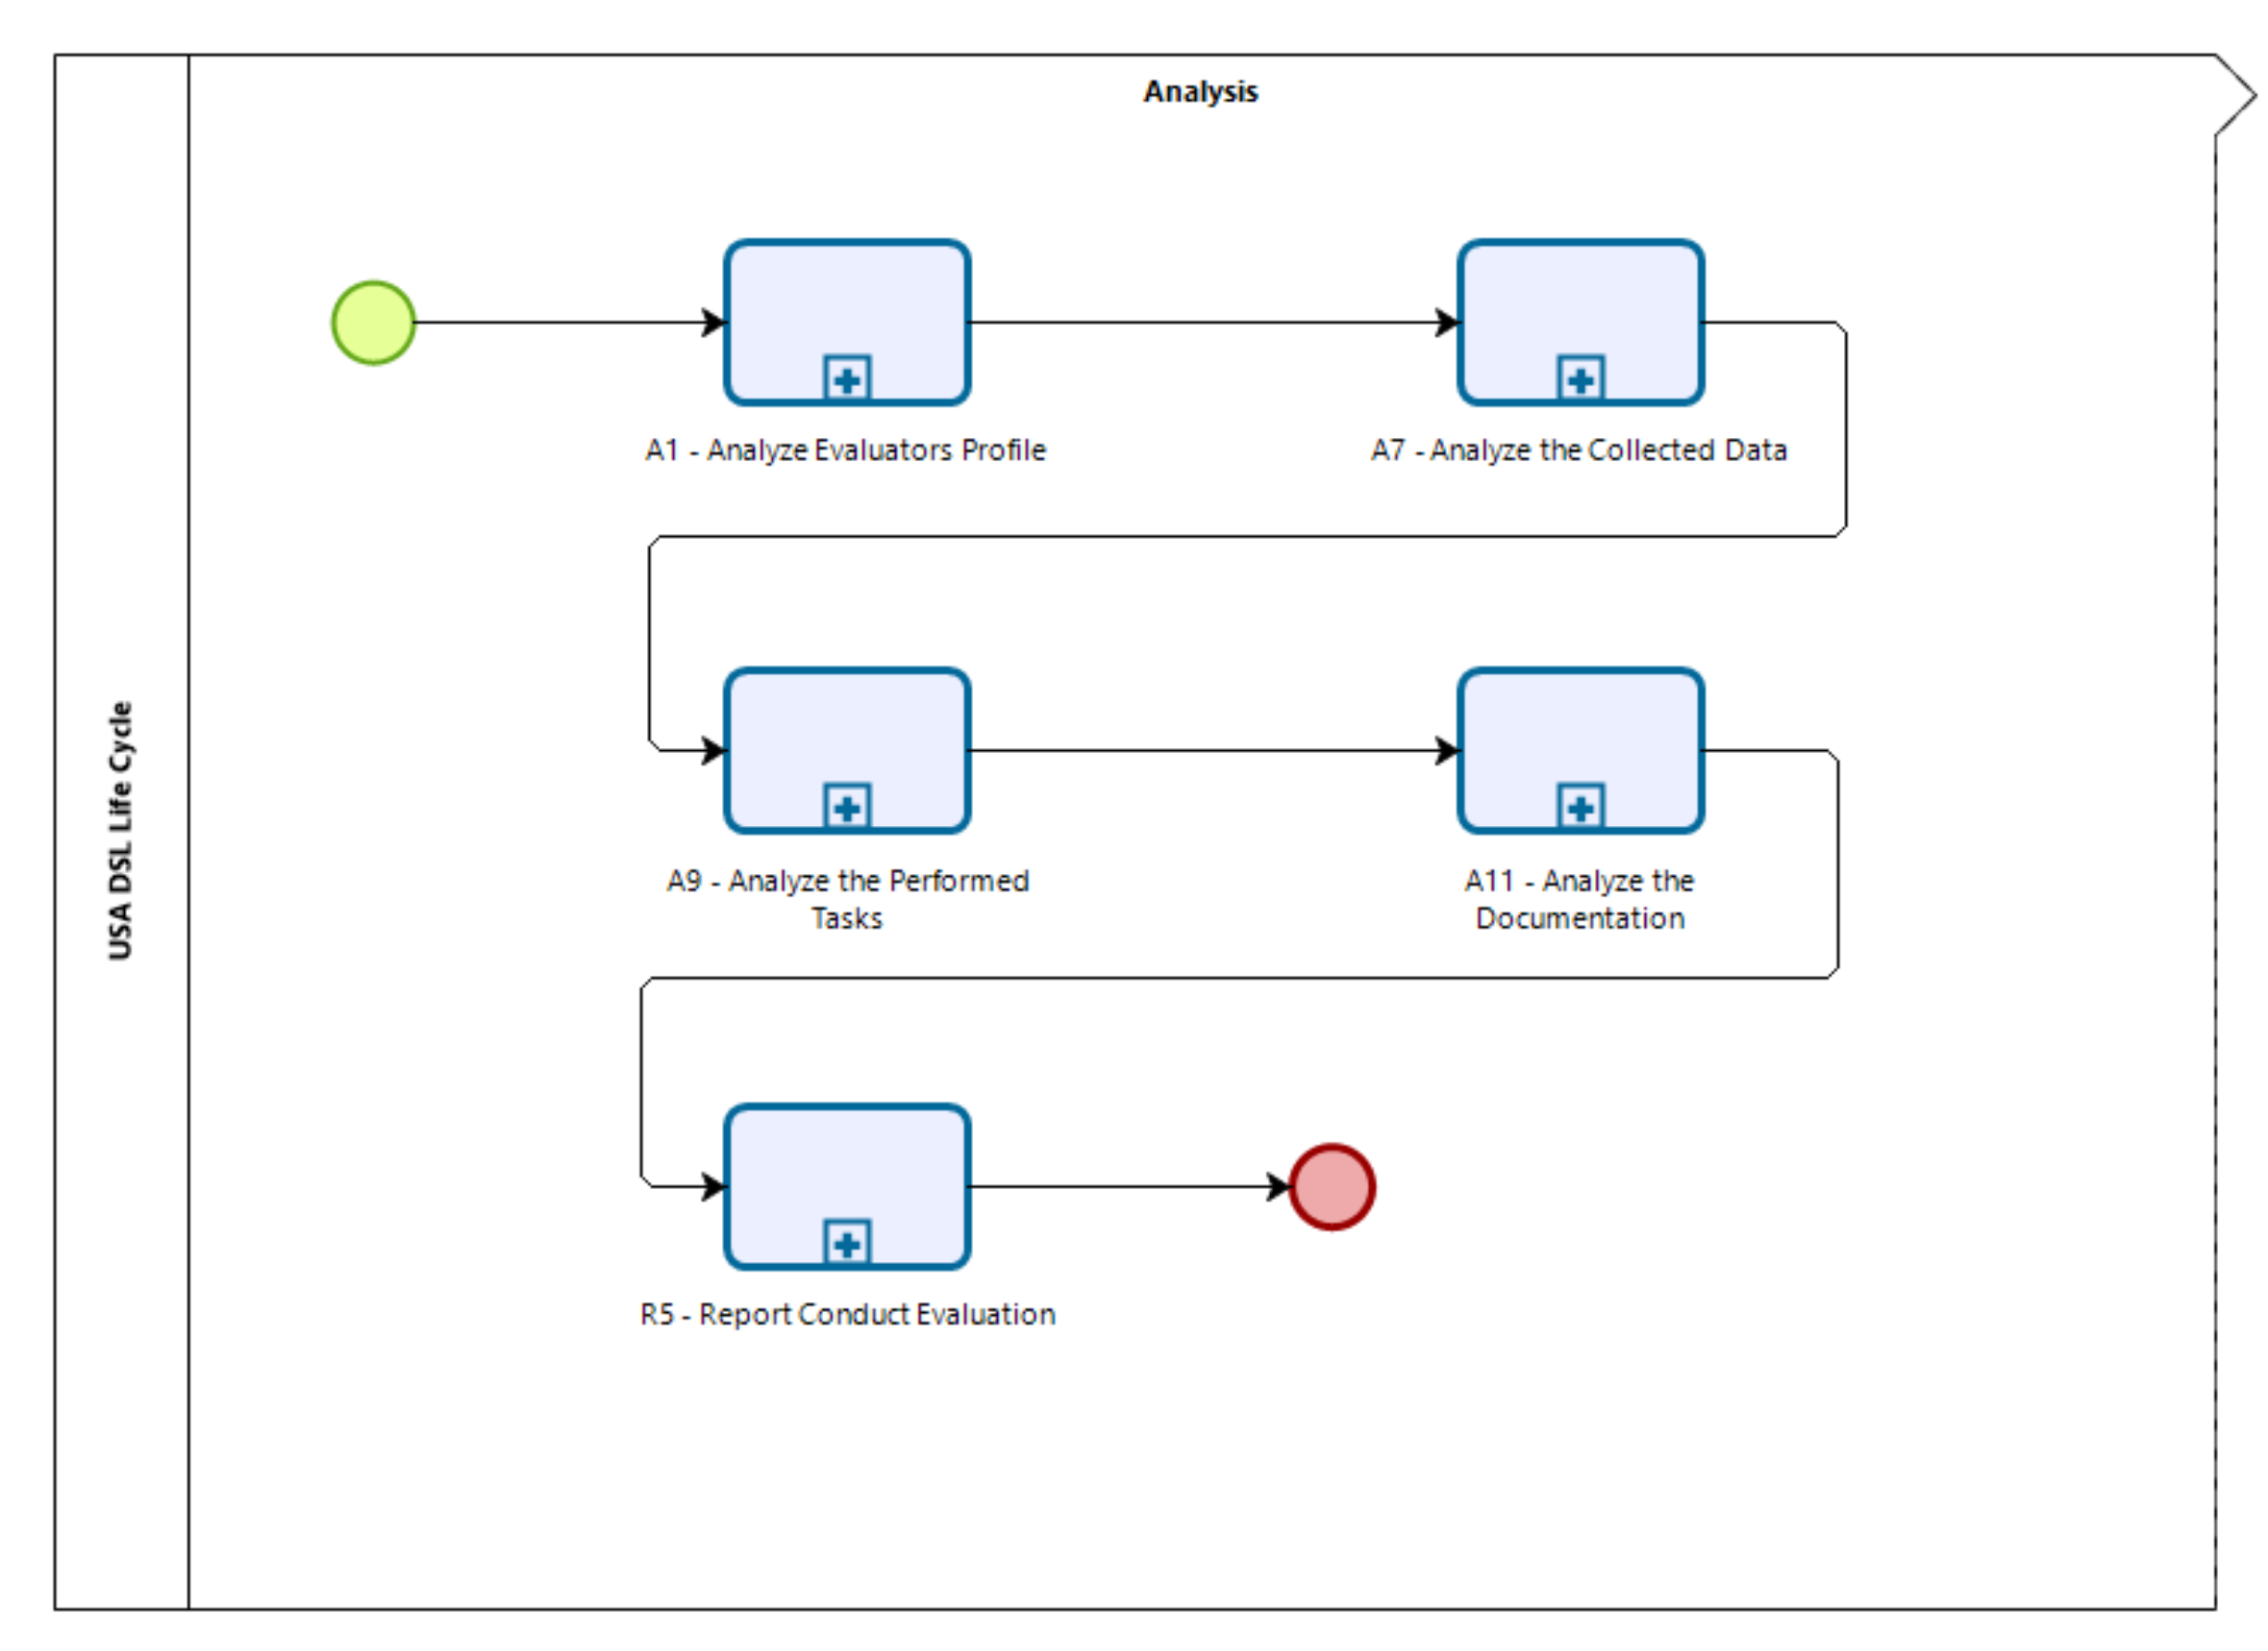 Analysis
USA DSL Life Cycle
A1 - Analyze Evaluators Profile
A7 - Analyze the Collected Data
A9 - Analyze the Performed
Tasks
A11 - Analyze the
Documentation
R5 - Report Conduct Evaluation